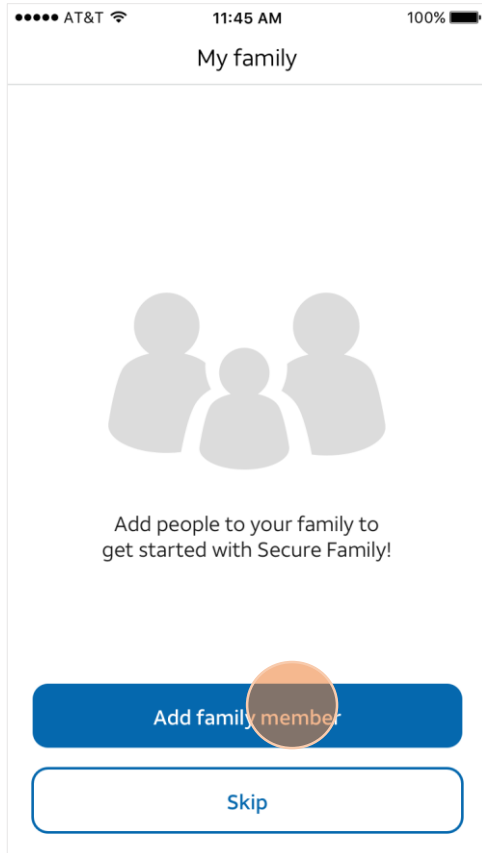 AT&T 11:45 AM 100%
My family
Add people to your family to
get started with Secure Family!
Add family member
Skip